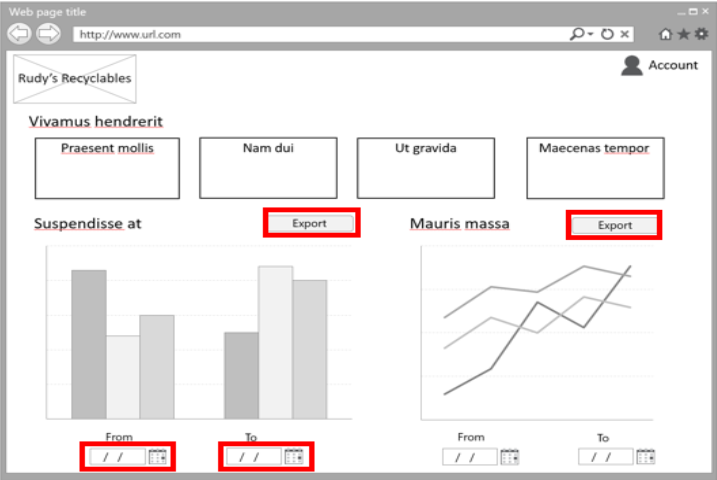 Web page title
http://www.url.com
Rudy's Recyclables
Account
Vivamus hendrerit
Praesent mollis
Nam dui
Ut gravida
Maecenas tempor
Suspendisse at
Export
Mauris massa
Export
From
To
/ /
/ /
From
To
/ /
/ /